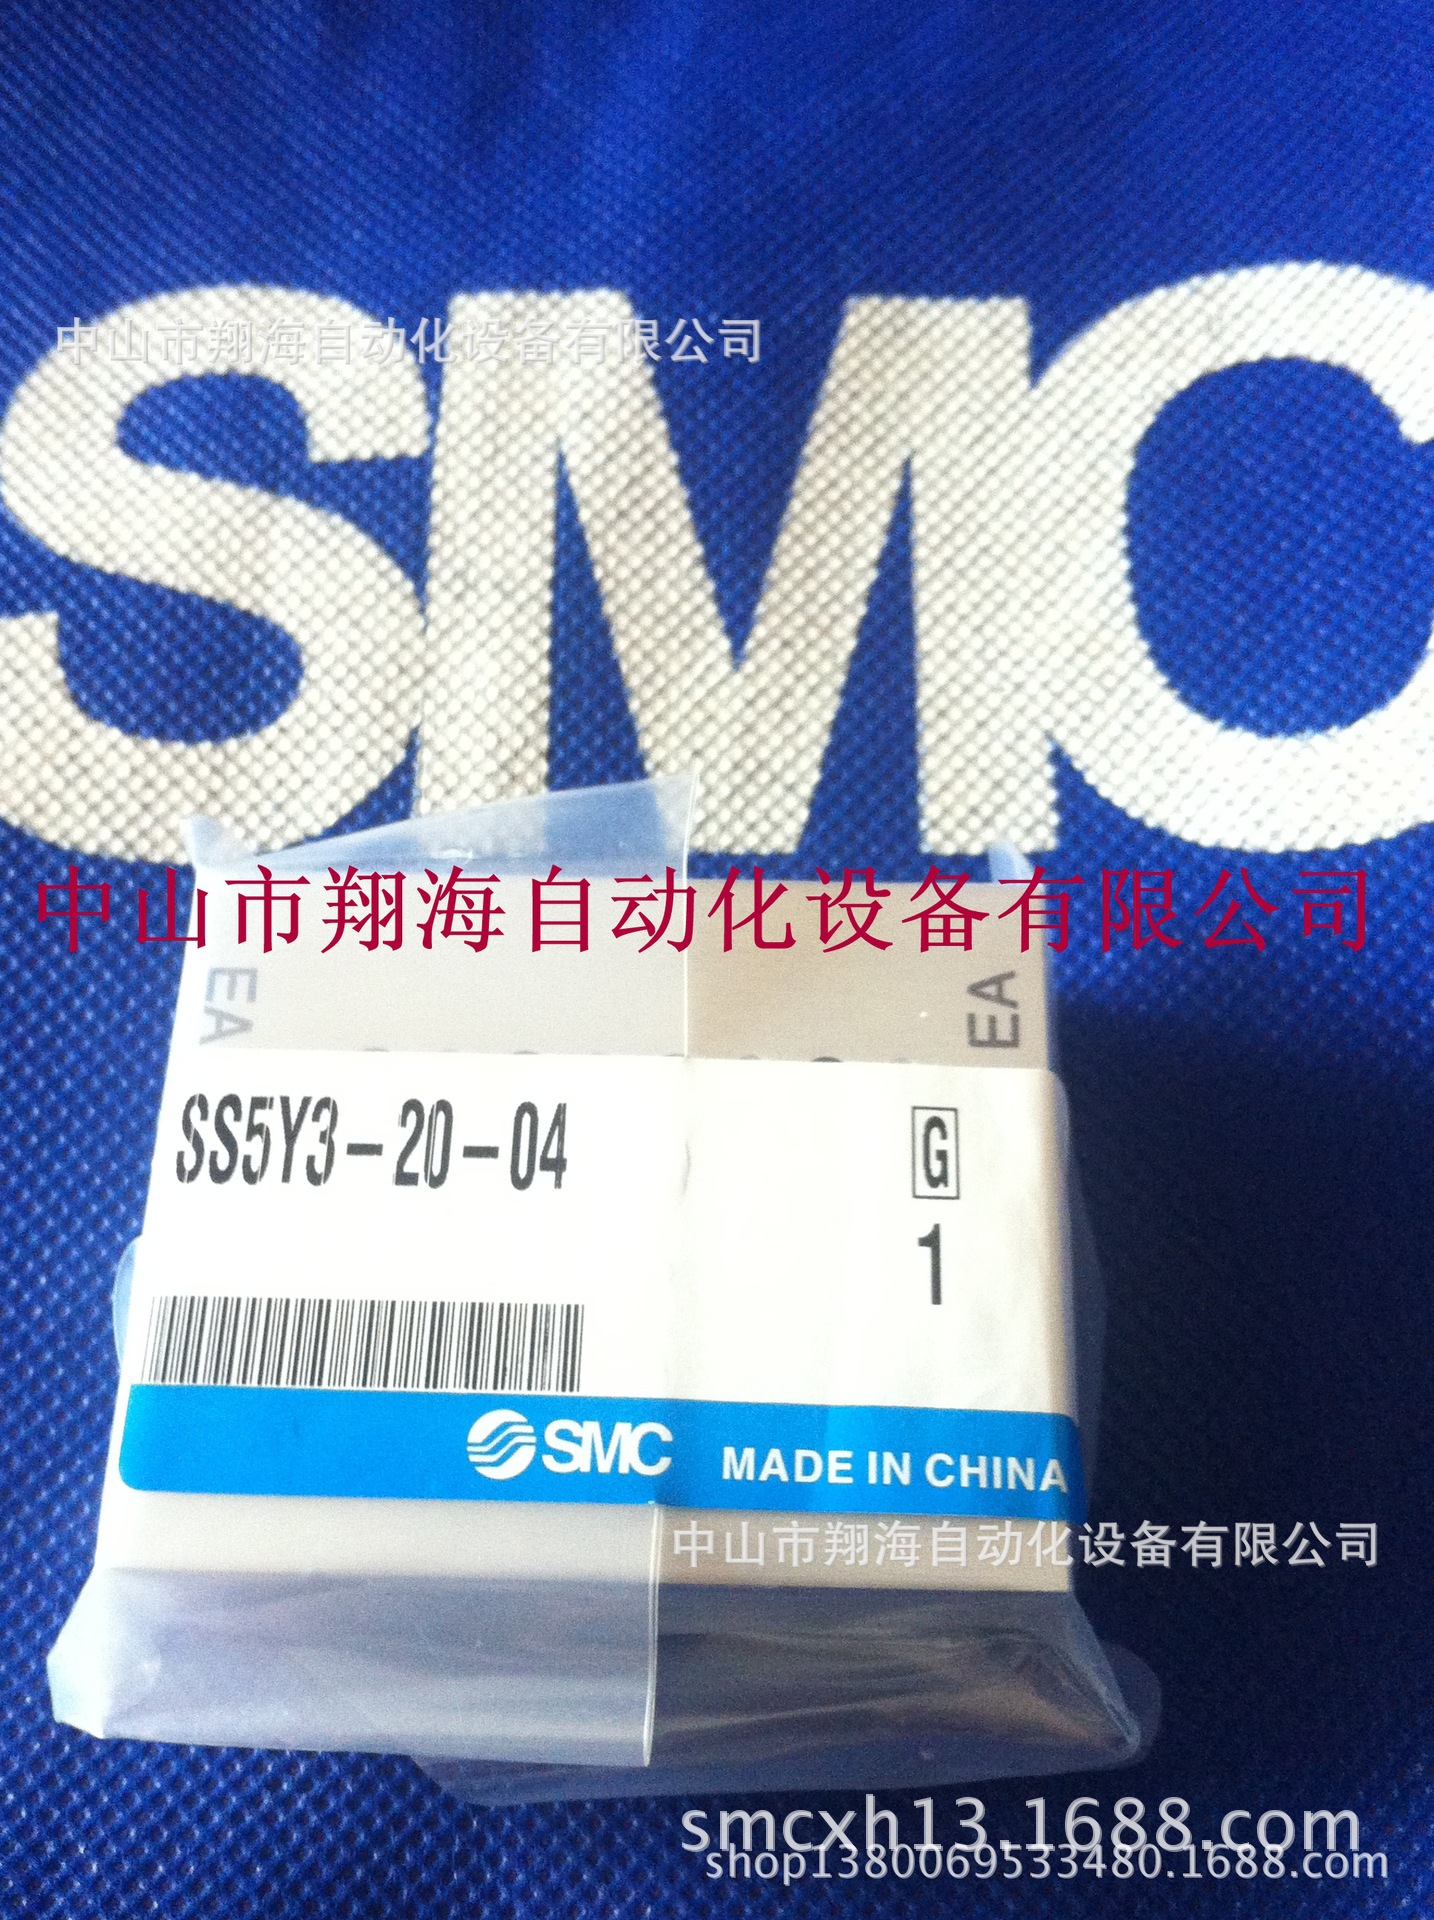 中山市翔海自动化设备有限公司
SMC
中山市翔海自动化设备有限公司
EA
EA
SS5Y3-20-04
G
1
SMC MADE IN CHINA
中山市翔海自动化设备有限公司
smcxh13.1688.com
shop1380069533480.1688.com